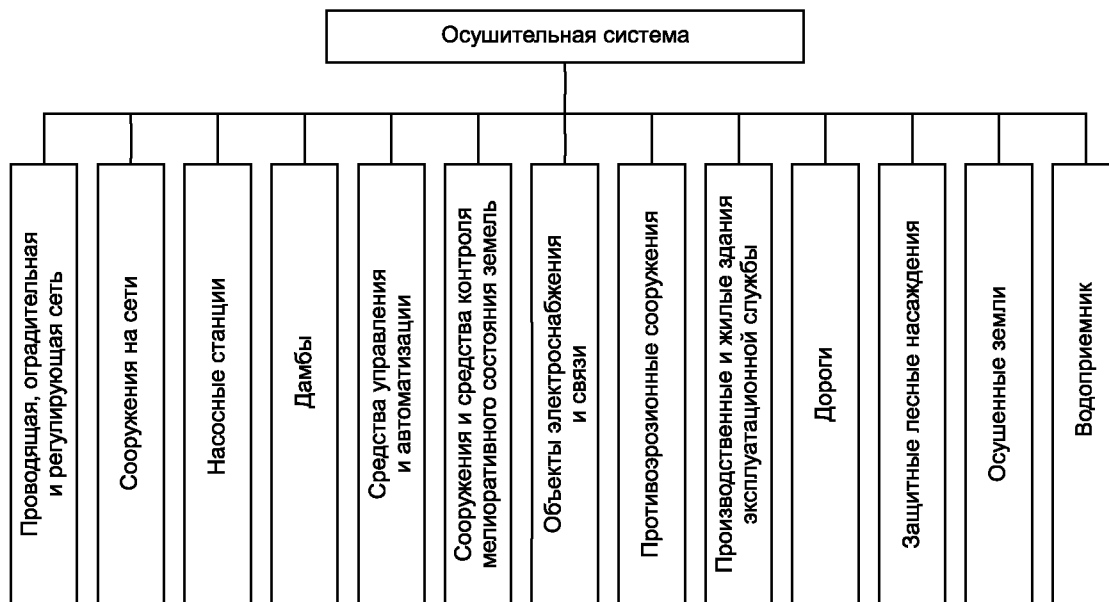 Осушительная система
Проводящая, оградительная
и регулирующая сеть
Сооружения на сети
Насосные станции
Дамбы
Средства управления
и автоматизации
Сооружения и средства контроля
мелиоративного состояния земель
Объекты электроснабжения
и связи
Противоэрозионные сооружения
Производственные и жилые здания
эксплуатационной службы
Дороги
Защитные лесные насаждения
Осушенные земли
Водоприемник